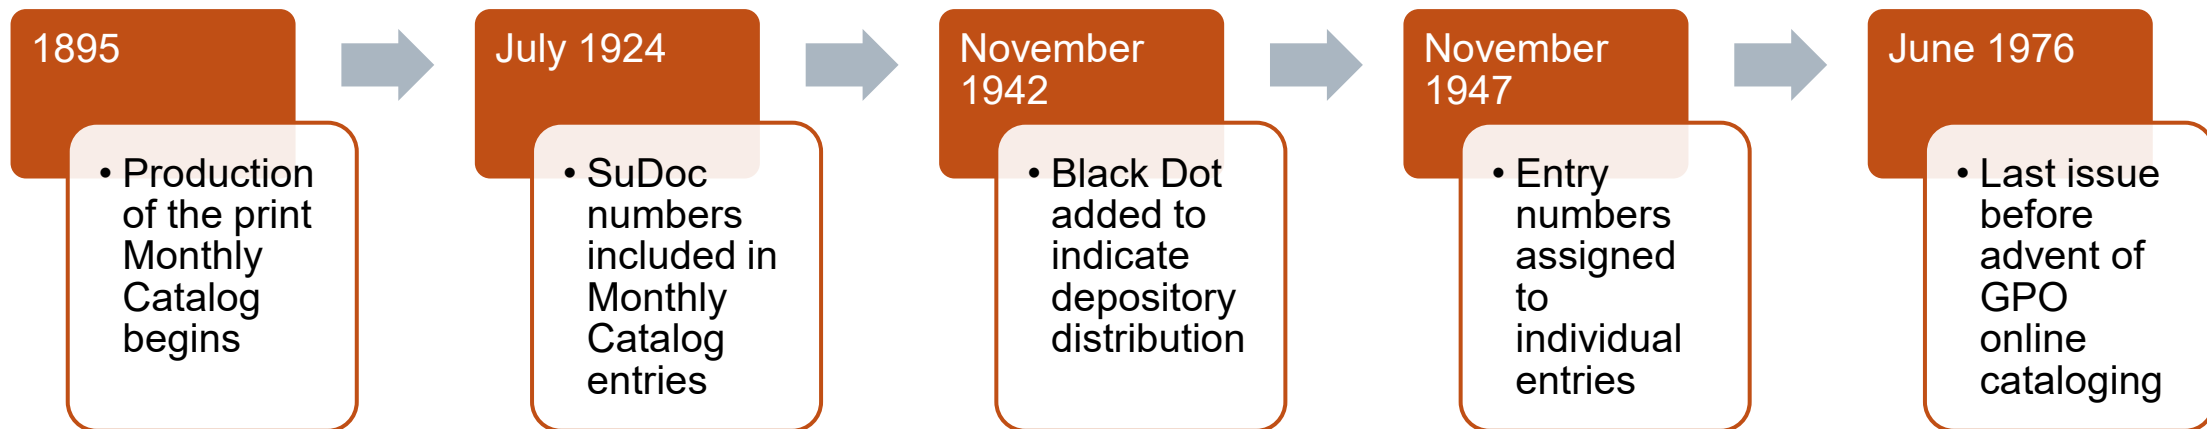 1895
• Production
of the print
Monthly
Catalog
begins
July 1924
• SuDoc
numbers
included in
Monthly
Catalog
entries
November
1942
• Black Dot
added to
indicate
depository
distribution
November
1947
• Entry
numbers
assigned
to
individual
entries
June 1976
• Last issue
before
advent of
GPO
online
cataloging